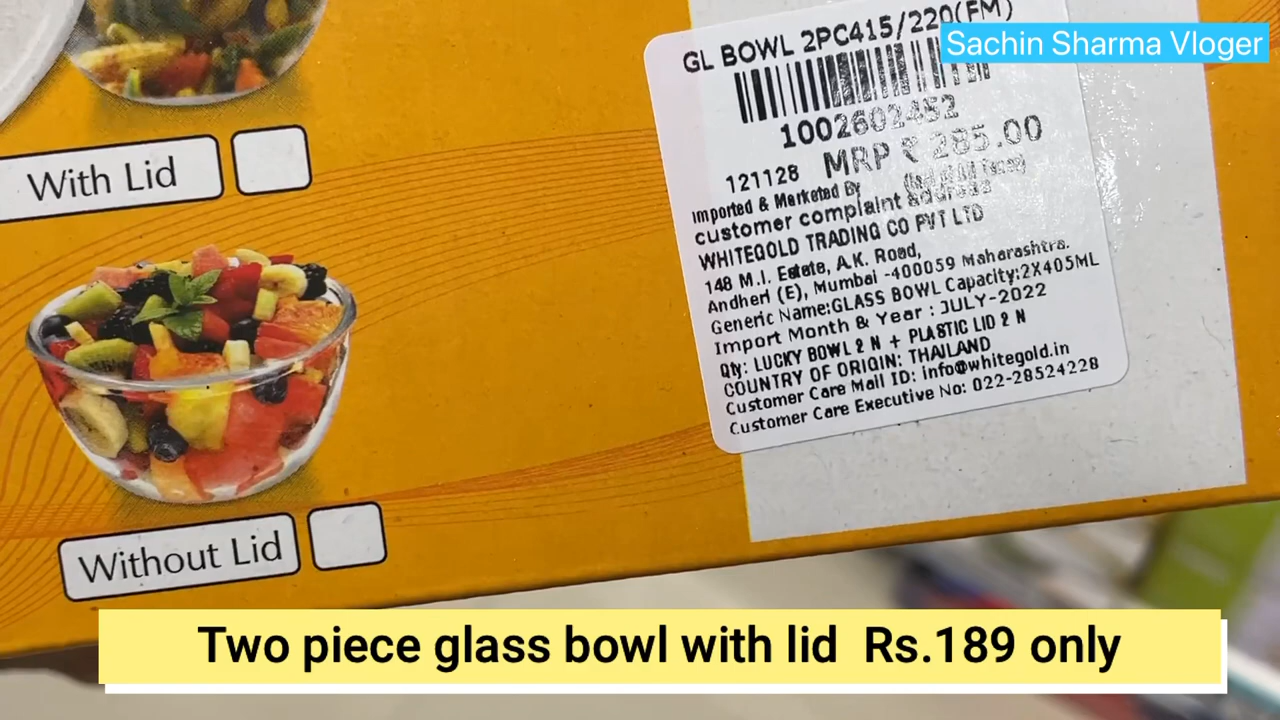 Sachin Sharma Vloger
GL BOWL 2PC415/220(FM)
1002602452
121128 MRP ₹ 285.00
Imported & Marketed By
customer complaint address
WHITEGOLD TRADING CO PVT LTD
148 M.I. Estate, A.K. Road,
Andheri (E), Mumbai -400059 Maharashtra.
Generic Name:GLASS BOWL Capacity:2X405ML
Import Month & Year : JULY-2022
Qty: LUCKY BOWL 2 N + PLASTIC LID 2 N
COUNTRY OF ORIGIN: THAILAND
Customer Care Mail ID: info@whitegold.in
Customer Care Executive No: 022-28524228
With Lid
Without Lid
Two piece glass bowl with lid Rs.189 only